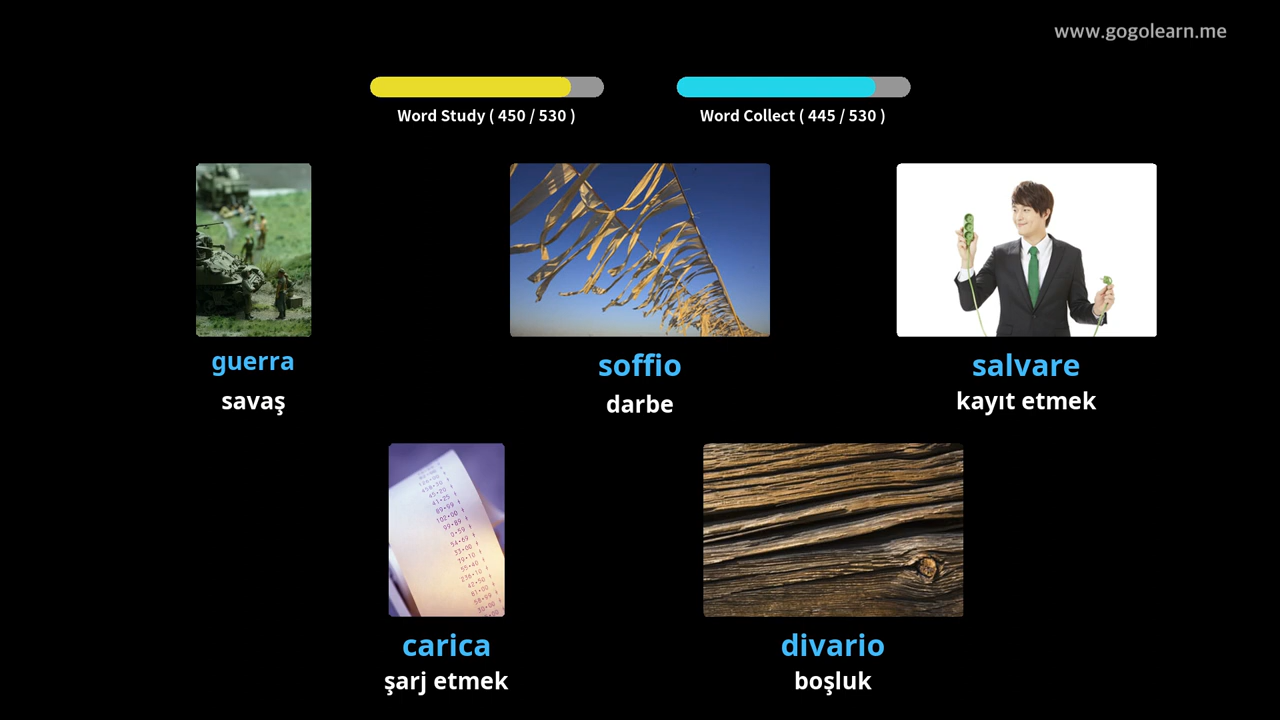 www.gogolearn.me
Word Study ( 450 / 530 )
Word Collect ( 445 / 530 )
guerra
savaş
soffio
darbe
salvare
kayıt etmek
carica
şarj etmek
divario
boşluk